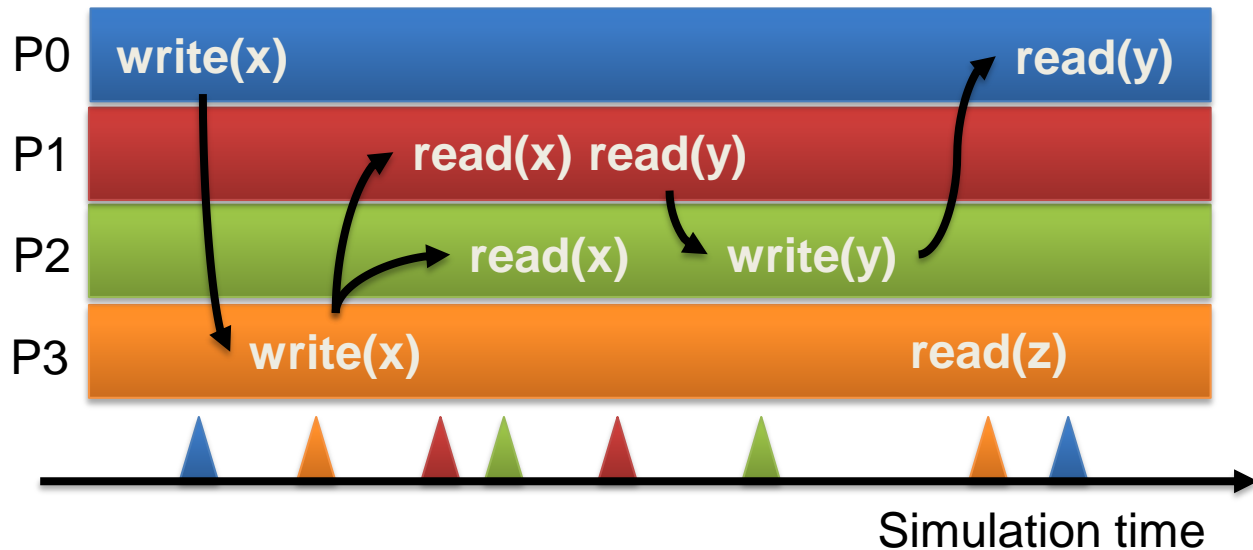 P0 write(x) read(y)
P1 read(x) read(y)
P2 read(x) write(y)
P3 write(x) read(z)
Simulation time